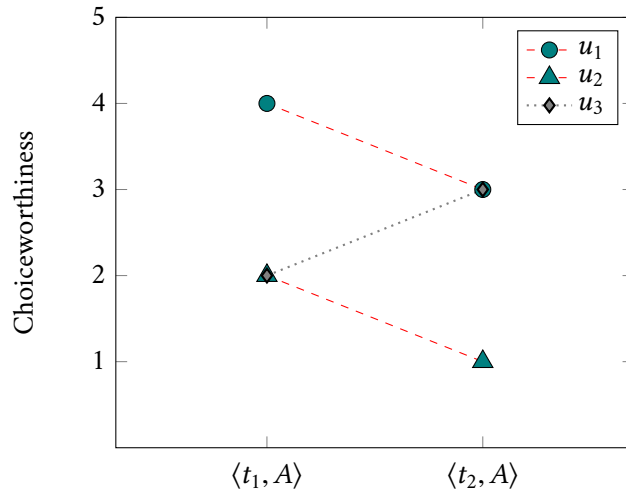 5
4
3
2
1
Choiceworthiness
u₁
u₂
u₃
⟨t₁, A⟩
⟨t₂, A⟩